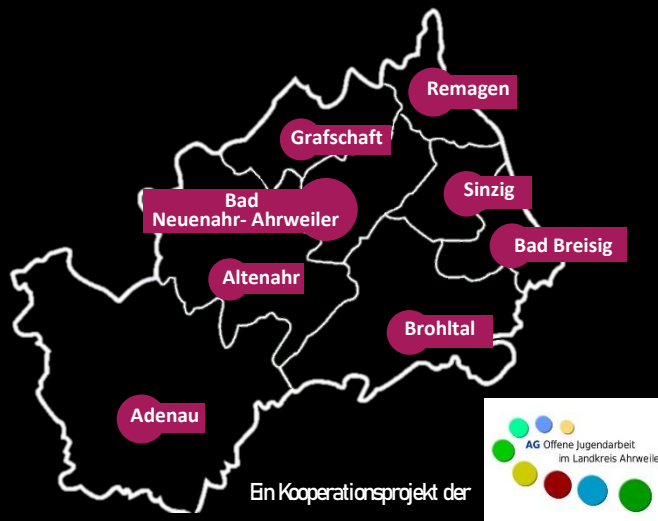 Remagen
Grafschaft
Sinzig
Bad
Neuenahr- Ahrweiler
Bad Breisig
Altenahr
Brohltal
Adenau
Ein Kooperationsprojekt der
AG Offene Jugendarbeit
im Landkreis Ahrweile